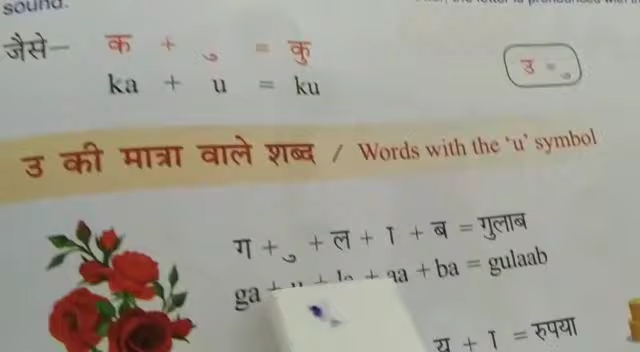 sound.
जैसे– क + ु = कु
ka + u = ku
उ = ु
उ की मात्रा वाले शब्द / Words with the ‘u’ symbol
ग + ु + ल + ा + ब = गुलाब
ga + u + la + aa + ba = gulaab
य + ा = रुपया